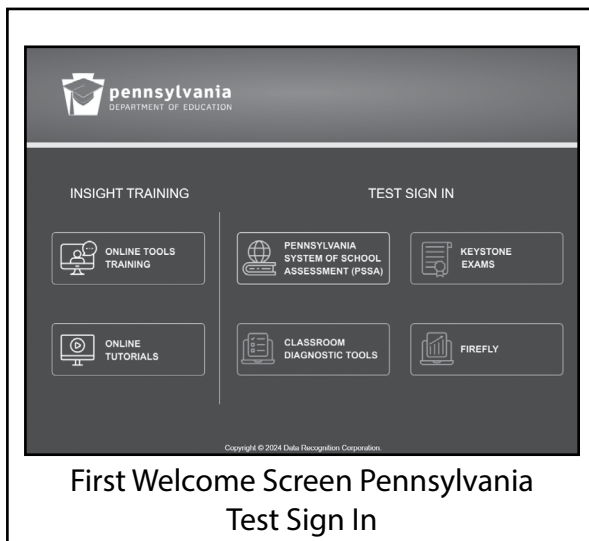 pennsylvania
DEPARTMENT OF EDUCATION
INSIGHT TRAINING
ONLINE TOOLS
TRAINING
ONLINE
TUTORIALS
TEST SIGN IN
PENNSYLVANIA
SYSTEM OF SCHOOL
ASSESSMENT (PSSA)
KEYSTONE
EXAMS
CLASSROOM
DIAGNOSTIC TOOLS
FIREFLY
Copyright © 2024 Data Recognition Corporation.
First Welcome Screen Pennsylvania
Test Sign In